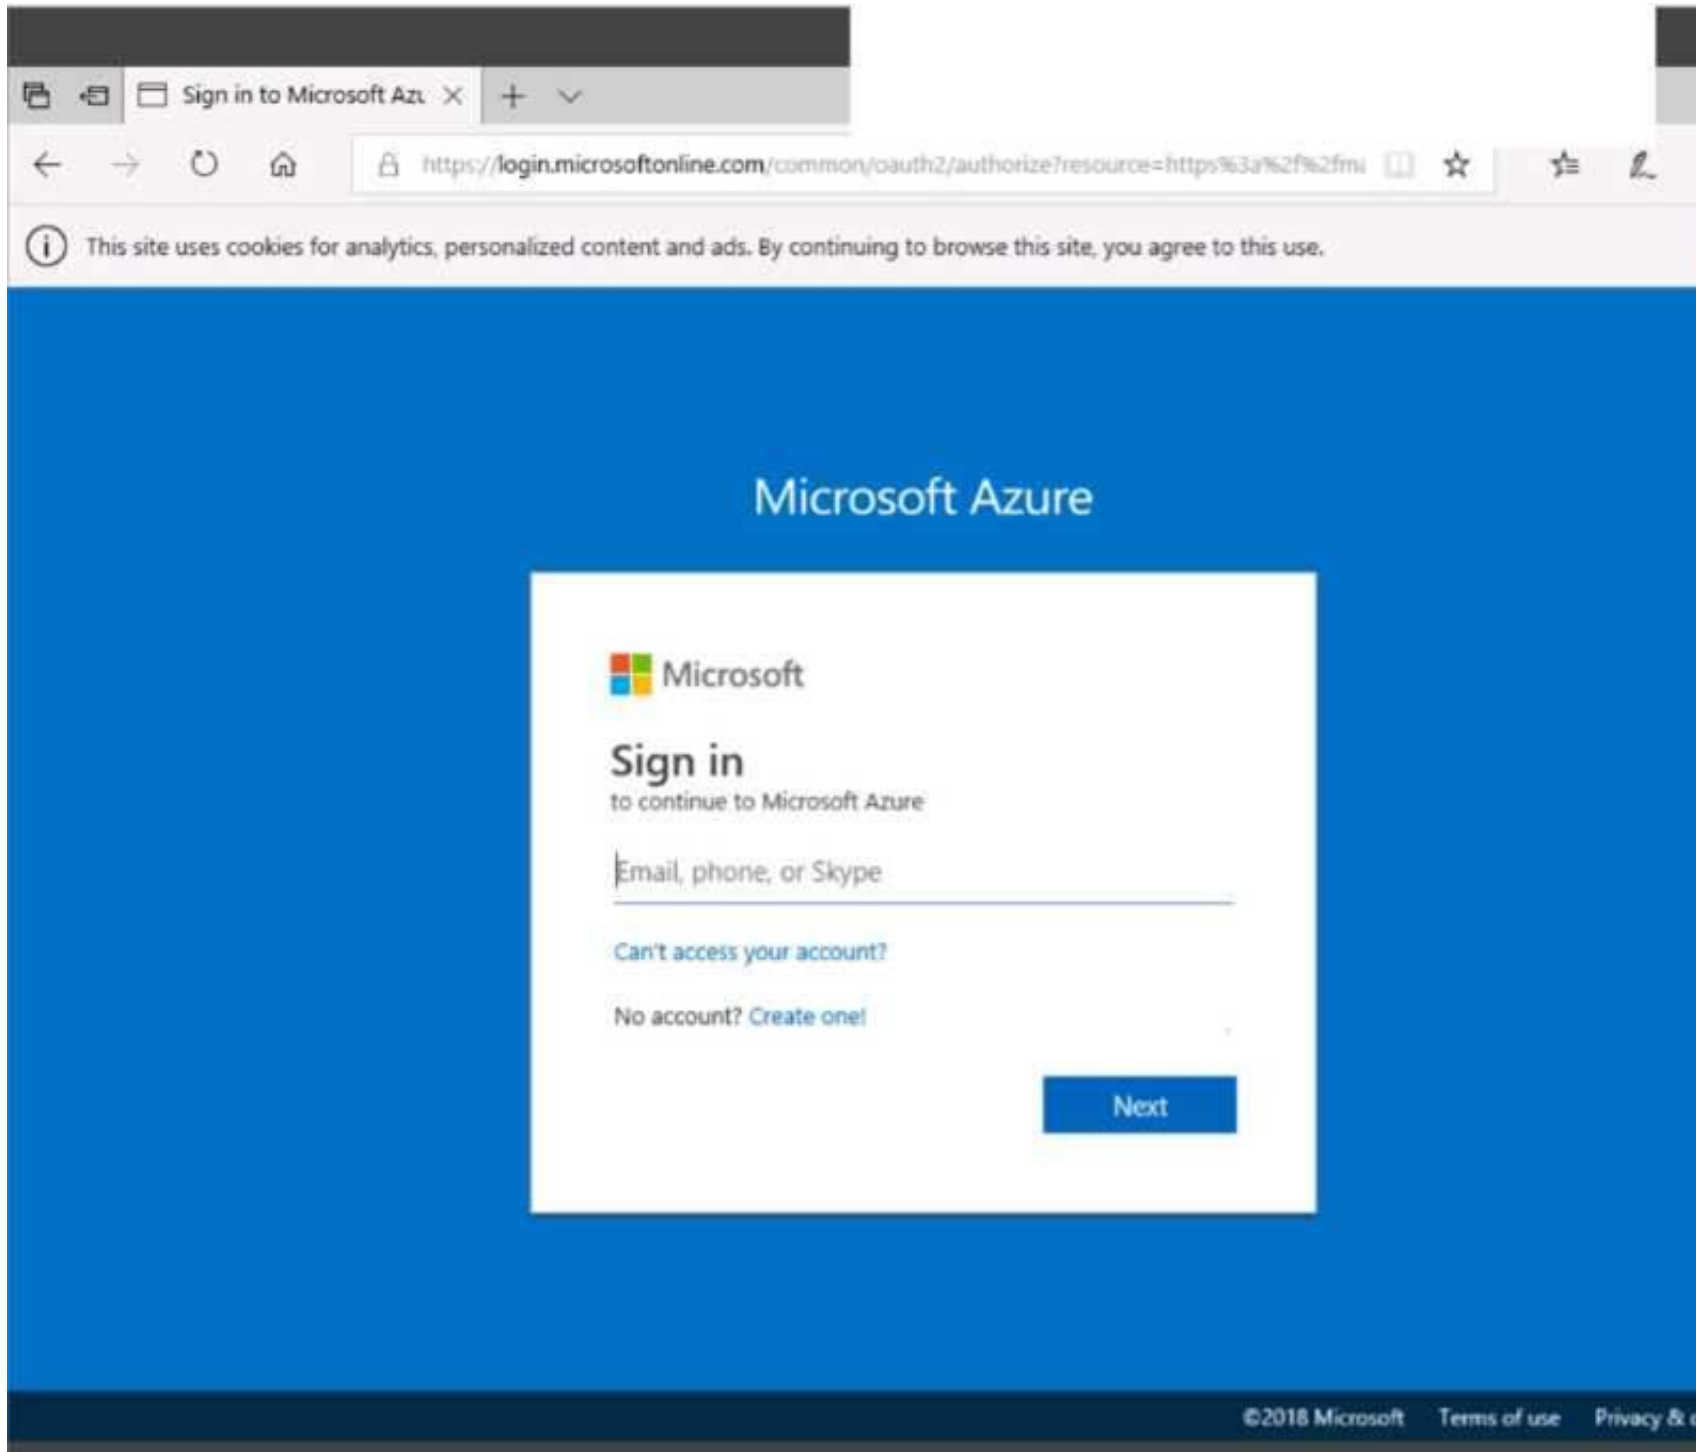 Sign in to Microsoft Azu
https://login.microsoftonline.com/common/oauth2/authorize?resource=https%3a%2f%2fma
This site uses cookies for analytics, personalized content and ads. By continuing to browse this site, you agree to this use.
Microsoft Azure
Microsoft
Sign in
to continue to Microsoft Azure
Email, phone, or Skype
Can't access your account?
No account? Create one!
Next
©2018 Microsoft Terms of use Privacy & c